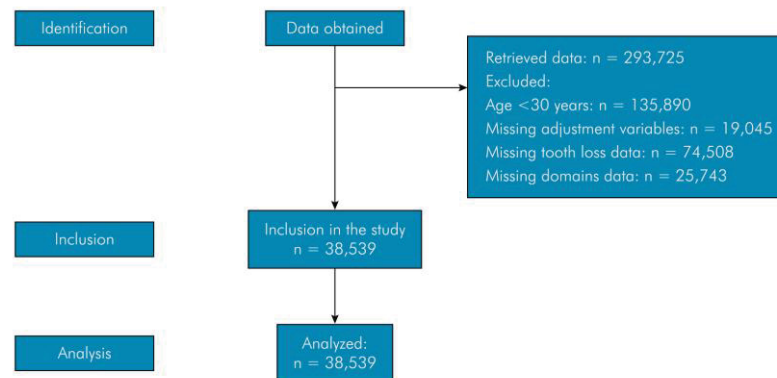 Identification
Data obtained
Retrieved data: n = 293,725
Excluded:
Age <30 years: n = 135,890
Missing adjustment variables: n = 19,045
Missing tooth loss data: n = 74,508
Missing domains data: n = 25,743
Inclusion
Inclusion in the study
n = 38,539
Analysis
Analyzed:
n = 38,539